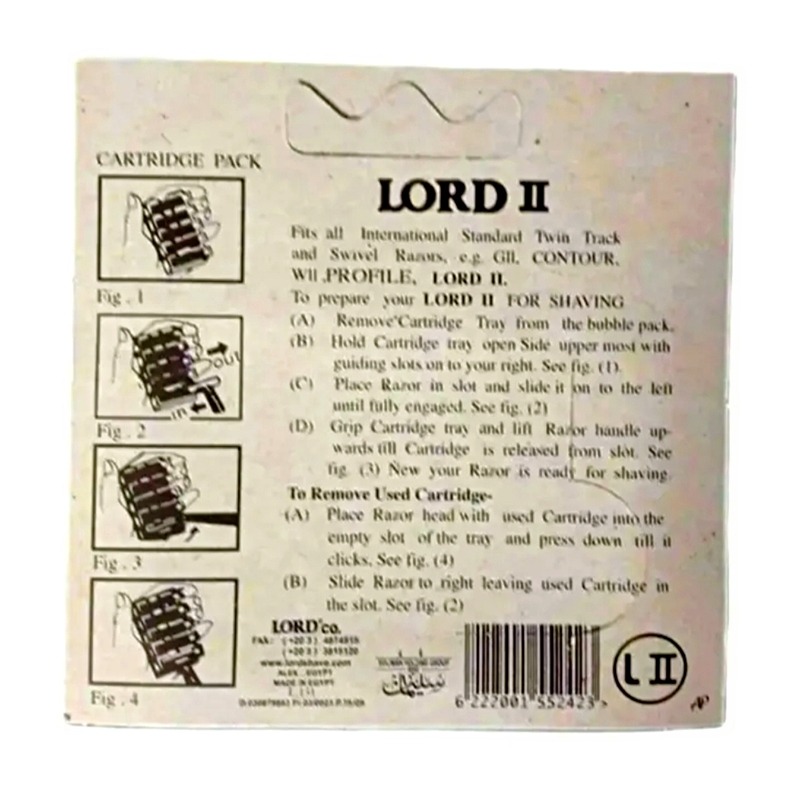 CARTRIDGE PACK
Fig . 1
OUT
IN
Fig . 2
Fig . 3
Fig . 4
LORD II
Fits all International Standard Twin Track
and Swivel Razors, e.g. GII, CONTOUR,
WII .PROFILE, LORD II.
To prepare your LORD II FOR SHAVING
(A) Remove Cartridge Tray from the bubble pack.
(B) Hold Cartridge tray open Side upper most with
guiding slots on to your right. See fig. (1).
(C) Place Razor in slot and slide it on to the left
until fully engaged. See fig. (2)
(D) Grip Cartridge tray and lift Razor handle up-
wards till Cartridge is released from slot. See
fig. (3) New your Razor is ready for shaving.
To Remove Used Cartridge-
(A) Place Razor head with used Cartridge into the
empty slot of the tray and press down till it
clicks. See fig. (4)
(B) Slide Razor to right leaving used Cartridge in
the slot. See fig. (2)
LORD co.
FAX:
www.lordshave.com
ALEX . EGYPT
MADE IN EGYPT
سليمان
6 222001 552423 >
L II